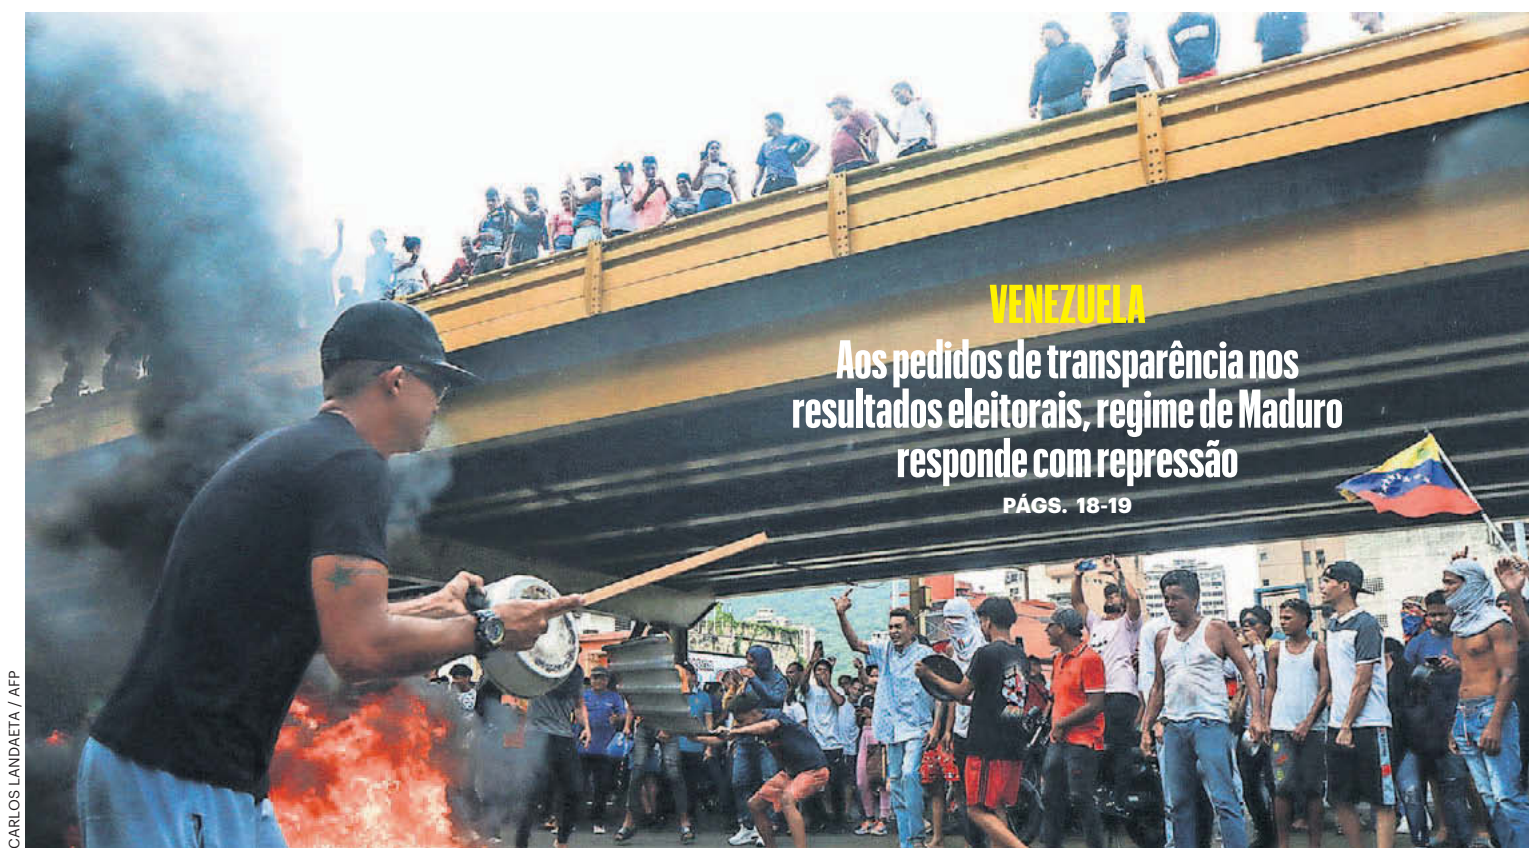 VENEZUELA
Aos pedidos de transparência nos
resultados eleitorais, regime de Maduro
responde com repressão
PÁGS. 18-19
CARLOS LANDAETA / AFP